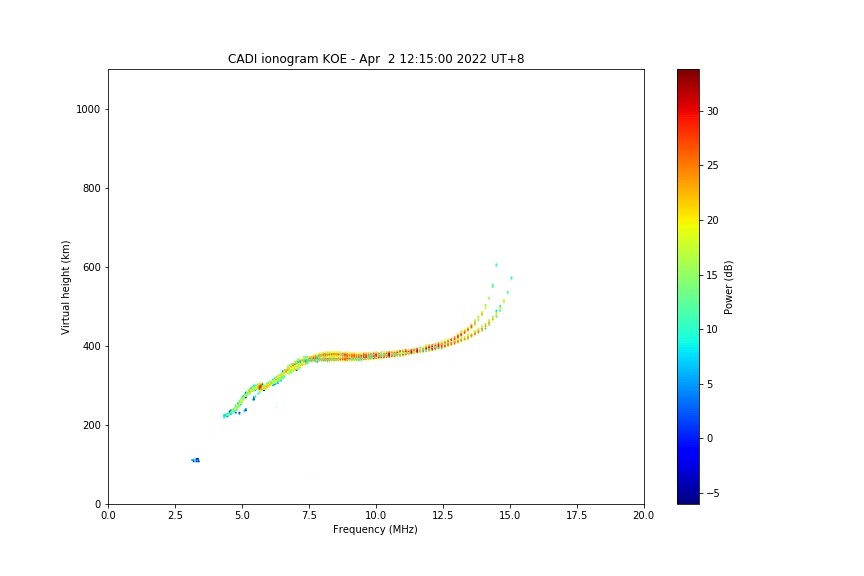 CADI ionogram KOE - Apr  2 12:15:00 2022 UT+8
1000
800
600
400
200
0
Virtual height (km)
0.0 2.5 5.0 7.5 10.0 12.5 15.0 17.5 20.0
Frequency (MHz)
30
25
20
15
10
5
0
−5
Power (dB)